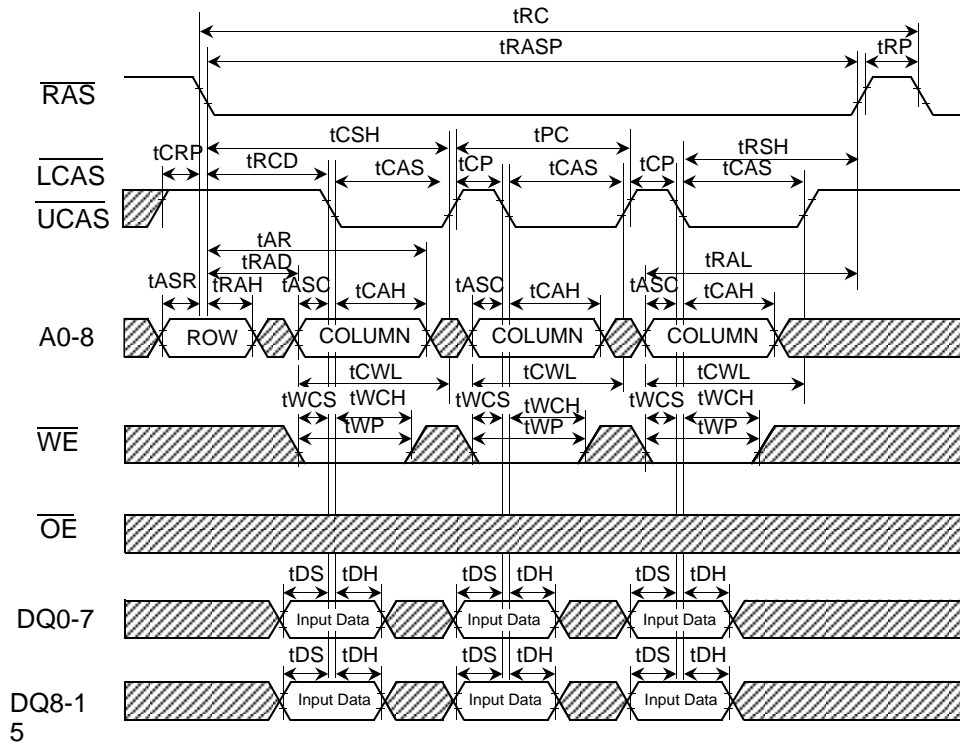 tRC
tRASP
tRP
RAS
tCSH
tPC
tCRP
tRCD
tCAS
tCP
tCAS
tCP
tRSH
tCAS
LCAS
UCAS
tAR
tRAD
tRAL
tASR
tRAH
tASC
tCAH
tASC
tCAH
tASC
tCAH
A0-8
ROW
COLUMN
COLUMN
COLUMN
tCWL
tCWL
tCWL
tWCS
tWCH
tWCS
tWCH
tWCS
tWCH
tWP
tWP
tWP
WE
OE
tDS
tDH
tDS
tDH
tDS
tDH
DQ0-7
Input Data
Input Data
Input Data
tDS
tDH
tDS
tDH
tDS
tDH
DQ8-1
5
Input Data
Input Data
Input Data